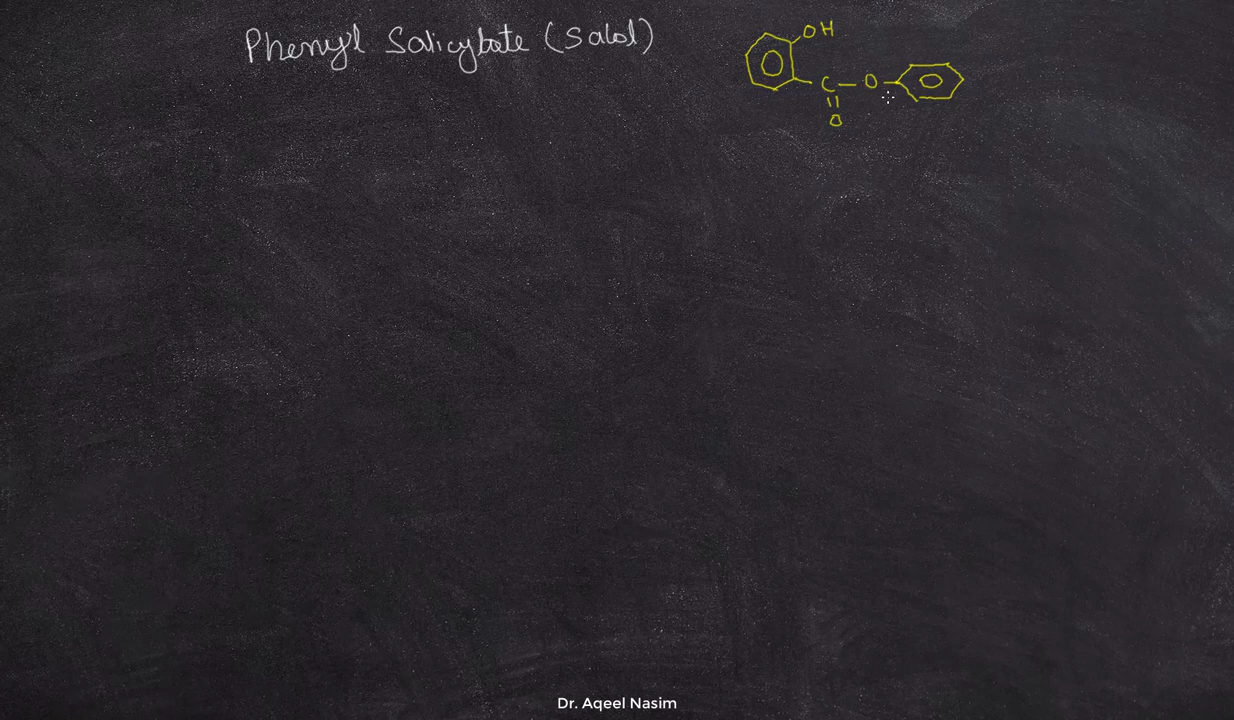 Phenyl Salicylate (Salol)
OH
C — O
O
Dr. Aqeel Nasim